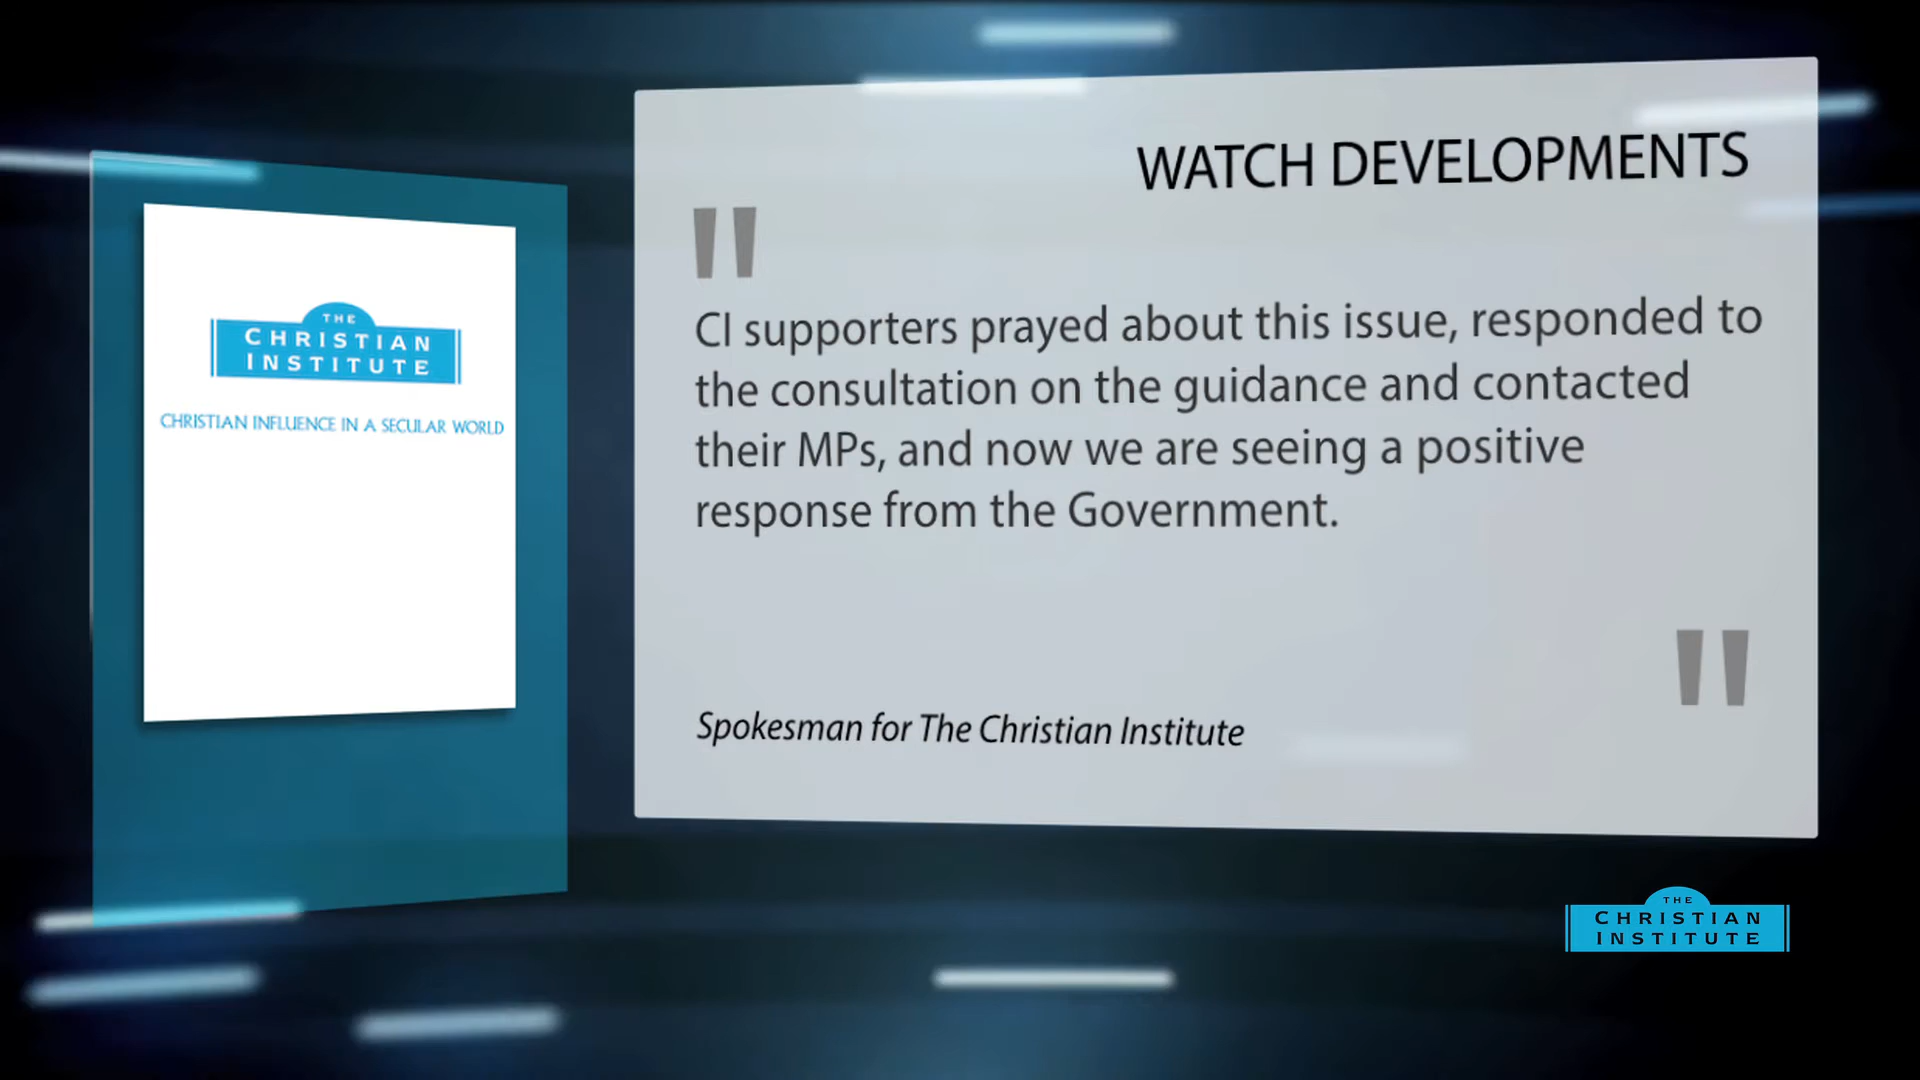 THE
CHRISTIAN
INSTITUTE
CHRISTIAN INFLUENCE IN A SECULAR WORLD
WATCH DEVELOPMENTS
"
CI supporters prayed about this issue, responded to
the consultation on the guidance and contacted
their MPs, and now we are seeing a positive
response from the Government.
"
Spokesman for The Christian Institute
THE
CHRISTIAN
INSTITUTE